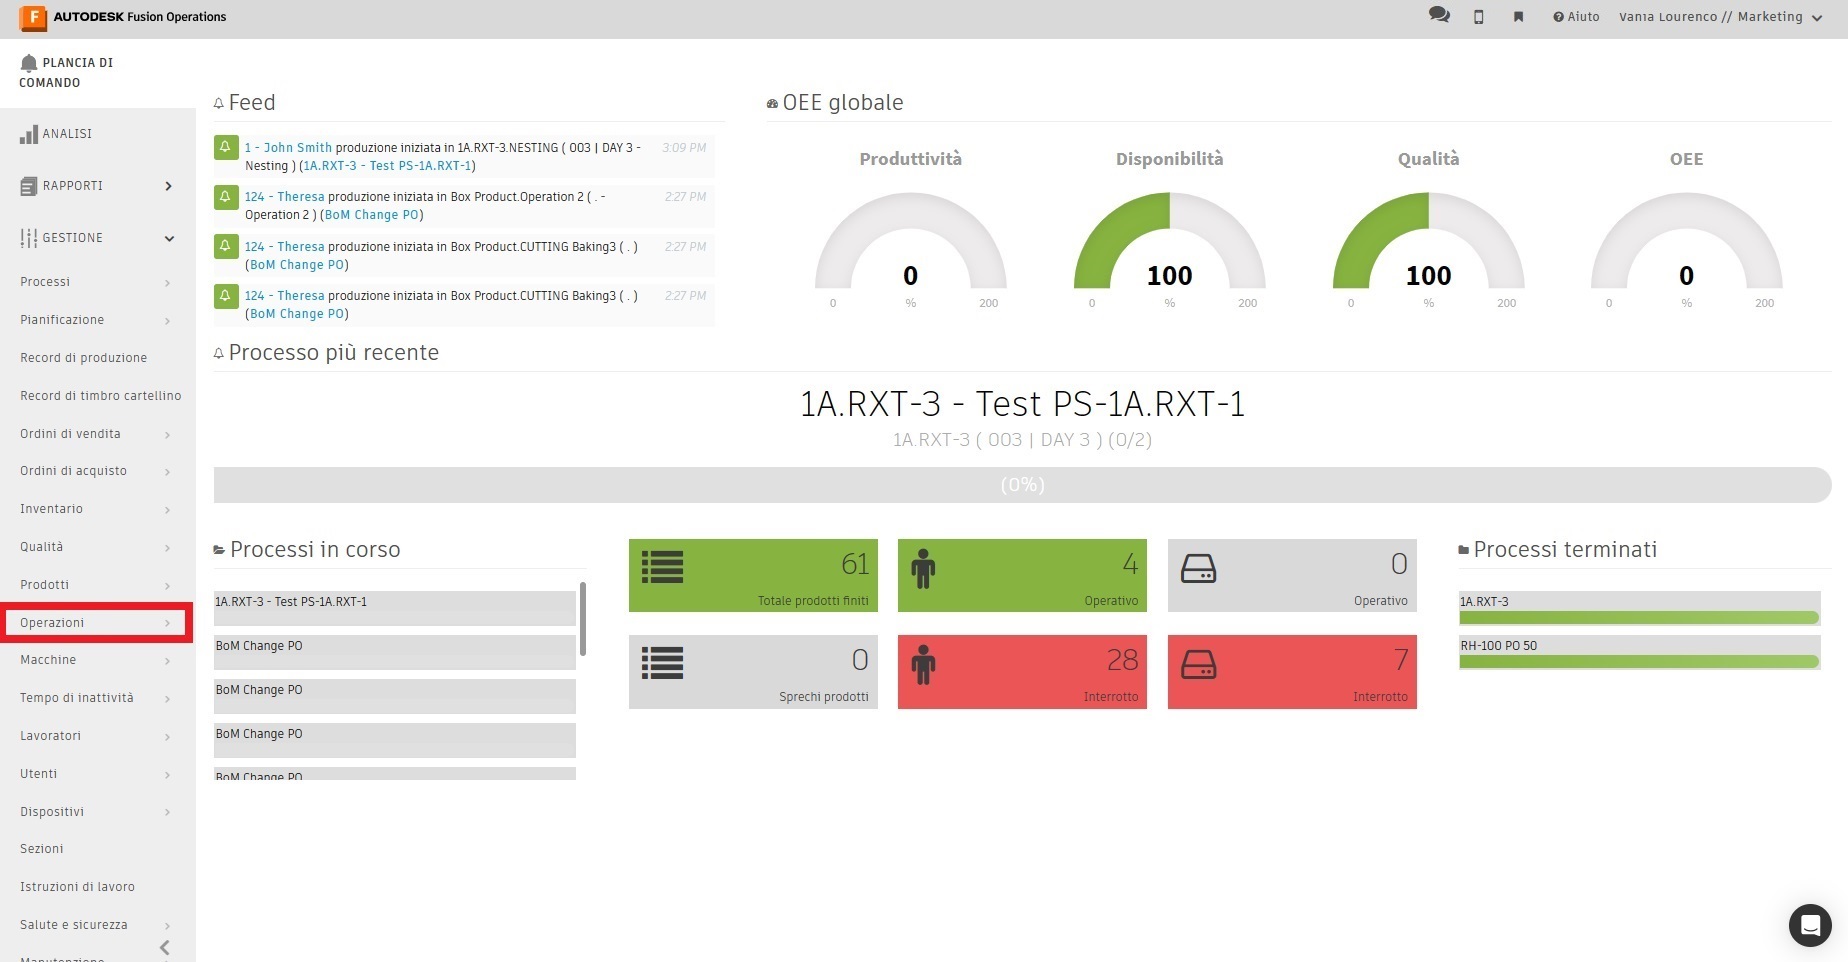 AUTODESK Fusion Operations
Aiuto
Vania Lourenco // Marketing
PLANCIA DI
COMANDO
ANALISI
RAPPORTI
GESTIONE
Processi
Pianificazione
Record di produzione
Record di timbro cartellino
Ordini di vendita
Ordini di acquisto
Inventario
Qualità
Prodotti
Operazioni
Macchine
Tempo di inattività
Lavoratori
Utenti
Dispositivi
Sezioni
Istruzioni di lavoro
Salute e sicurezza
Manutenzione
Feed
1 - John Smith produzione iniziata in 1A.RXT-3.NESTING ( 003 | DAY 3 - 3:09 PM
Nesting ) (1A.RXT-3 - Test PS-1A.RXT-1)
124 - Theresa produzione iniziata in Box Product.Operation 2 ( . - 2:27 PM
Operation 2 ) (BoM Change PO)
124 - Theresa produzione iniziata in Box Product.CUTTING Baking3 ( . ) 2:27 PM
(BoM Change PO)
124 - Theresa produzione iniziata in Box Product.CUTTING Baking3 ( . ) 2:27 PM
(BoM Change PO)
OEE globale
Produttività
0
0 % 200
Disponibilità
100
0 % 200
Qualità
100
0 % 200
OEE
0
0 % 200
Processo più recente
1A.RXT-3 - Test PS-1A.RXT-1
1A.RXT-3 ( 003 | DAY 3 ) (0/2)
(0%)
Processi in corso
1A.RXT-3 - Test PS-1A.RXT-1
BoM Change PO
BoM Change PO
BoM Change PO
BoM Change PO
61
Totale prodotti finiti
4
Operativo
0
Operativo
0
Sprechi prodotti
28
Interrotto
7
Interrotto
Processi terminati
1A.RXT-3
RH-100 PO 50